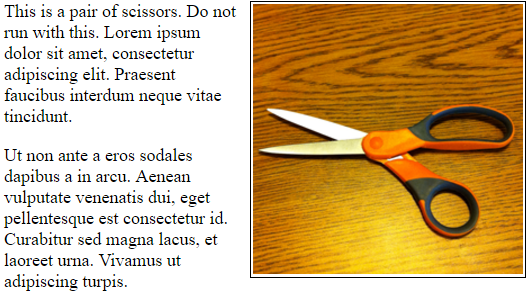 This is a pair of scissors. Do not
run with this. Lorem ipsum
dolor sit amet, consectetur
adipiscing elit. Praesent
faucibus interdum neque vitae
tincidunt.
Ut non ante a eros sodales
dapibus a in arcu. Aenean
vulputate venenatis dui, eget
pellentesque est consectetur id.
Curabitur sed magna lacus, et
laoreet urna. Vivamus ut
adipiscing turpis.